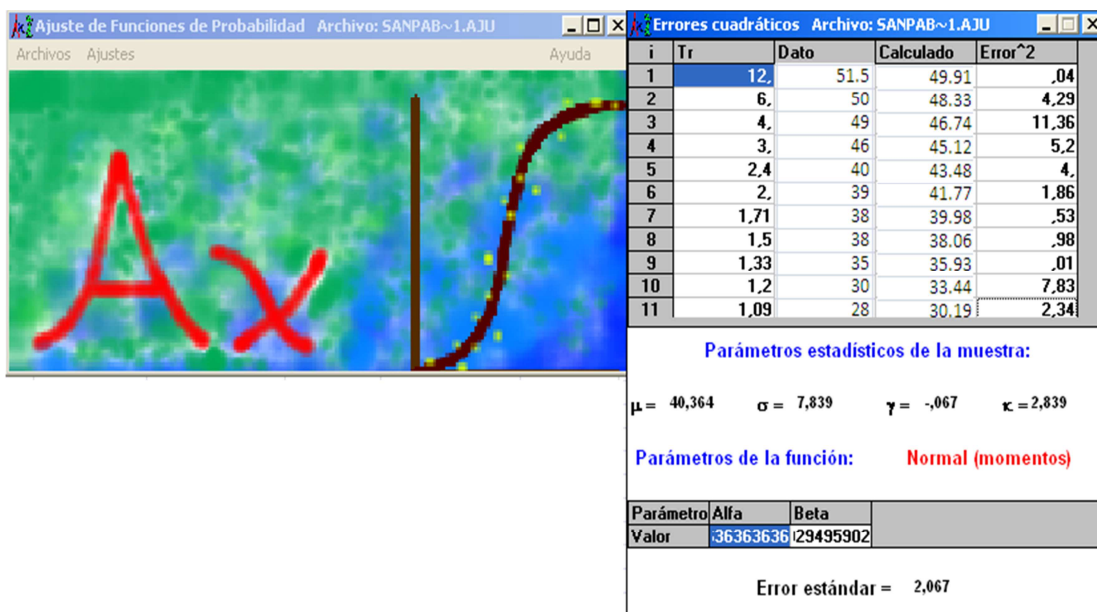 Ajuste de Funciones de Probabilidad Archivo: SANPAB~1.AJU
Archivos Ajustes Ayuda
Ax
Errores cuadráticos Archivo: SANPAB~1.AJU
i Tr Dato Calculado Error^2
1 12, 51.5 49.91 ,04
2 6, 50 48.33 4,29
3 4, 49 46.74 11,36
4 3, 46 45.12 5,2
5 2,4 40 43.48 4,
6 2, 39 41.77 1,86
7 1,71 38 39.98 ,53
8 1,5 38 38.06 ,98
9 1,33 35 35.93 ,01
10 1,2 30 33.44 7,83
11 1,09 28 30.19 2,34
Parámetros estadísticos de la muestra:
μ = 40,364 σ = 7,839 γ = -,067 κ = 2,839
Parámetros de la función: Normal (momentos)
Parámetro Alfa Beta
Valor 36363636 29495902
Error estándar = 2,067